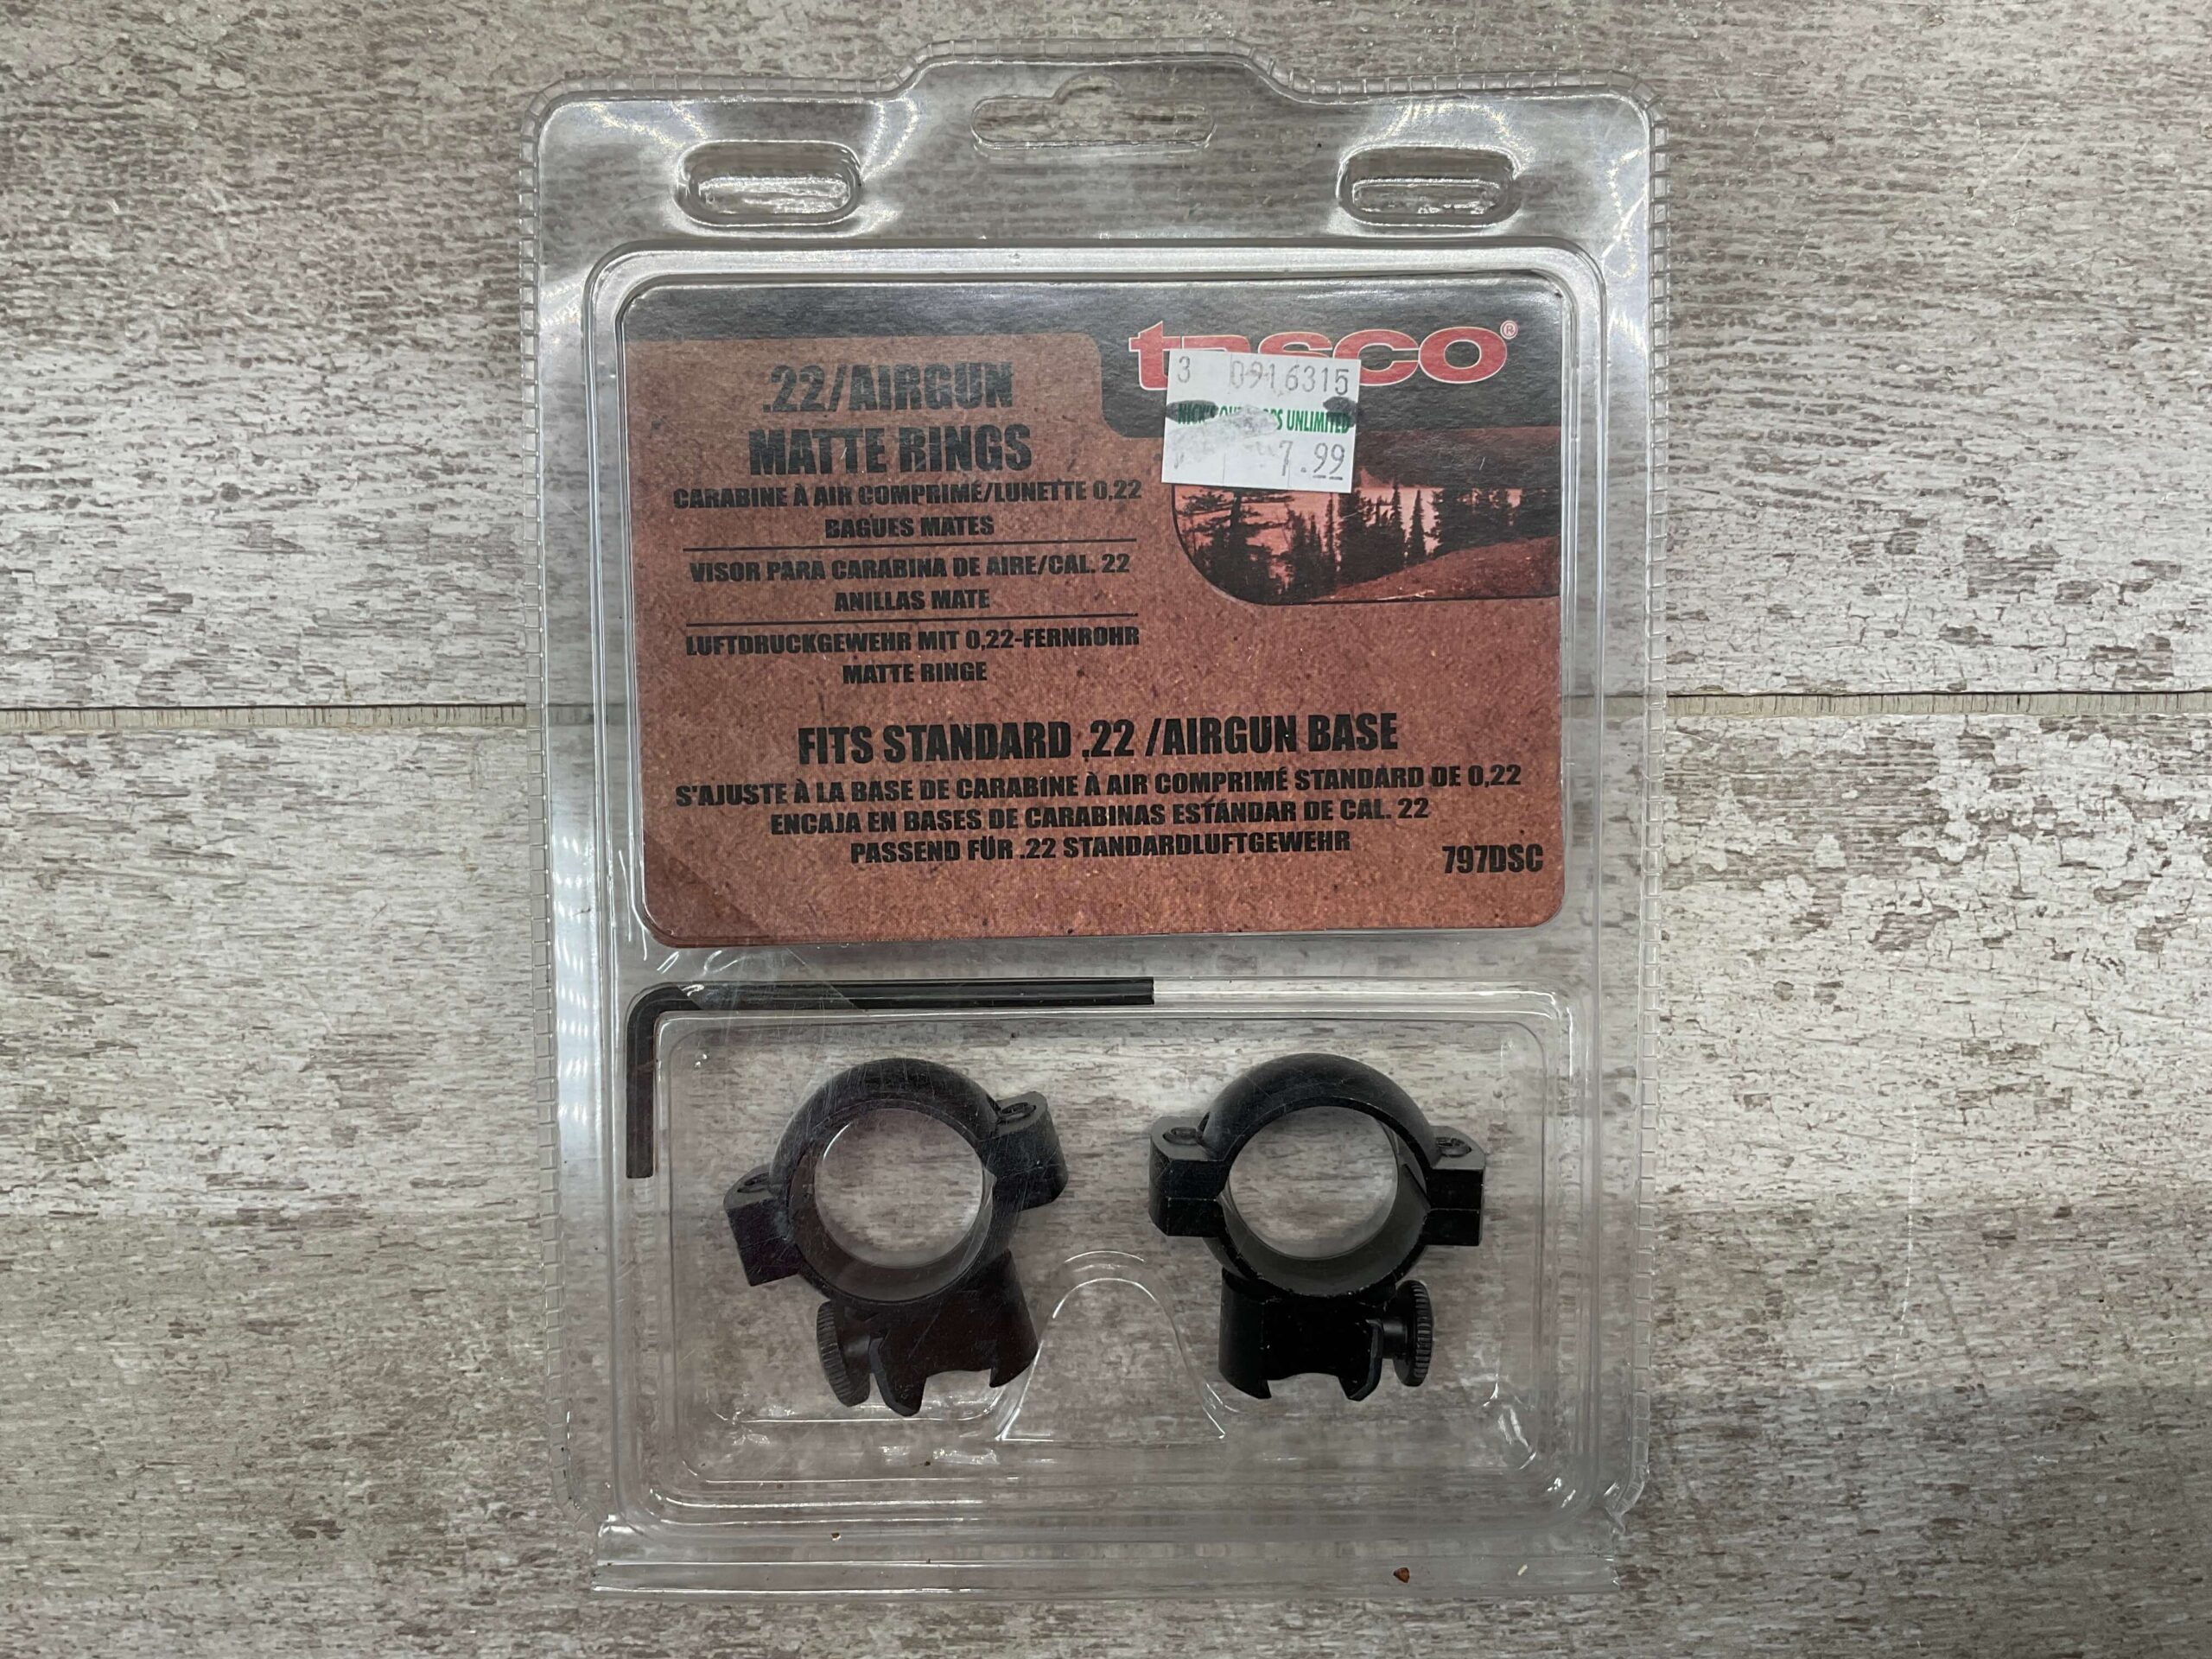 tasco®
3 0916315
NICK'S UNLIMITED
7.99
.22/AIRGUN
MATTE RINGS
CARABINE À AIR COMPRIMÉ/LUNETTE 0,22
BAGUES MATES
VISOR PARA CARABINA DE AIRE/CAL. 22
ANILLAS MATE
LUFTDRUCKGEWEHR MIT 0,22-FERNROHR
MATTE RINGE
FITS STANDARD .22 /AIRGUN BASE
S'AJUSTE À LA BASE DE CARABINE À AIR COMPRIMÉ STANDARD DE 0,22
ENCAJA EN BASES DE CARABINAS ESTÁNDAR DE CAL. 22
PASSEND FÜR .22 STANDARDLUFTGEWEHR
797DSC